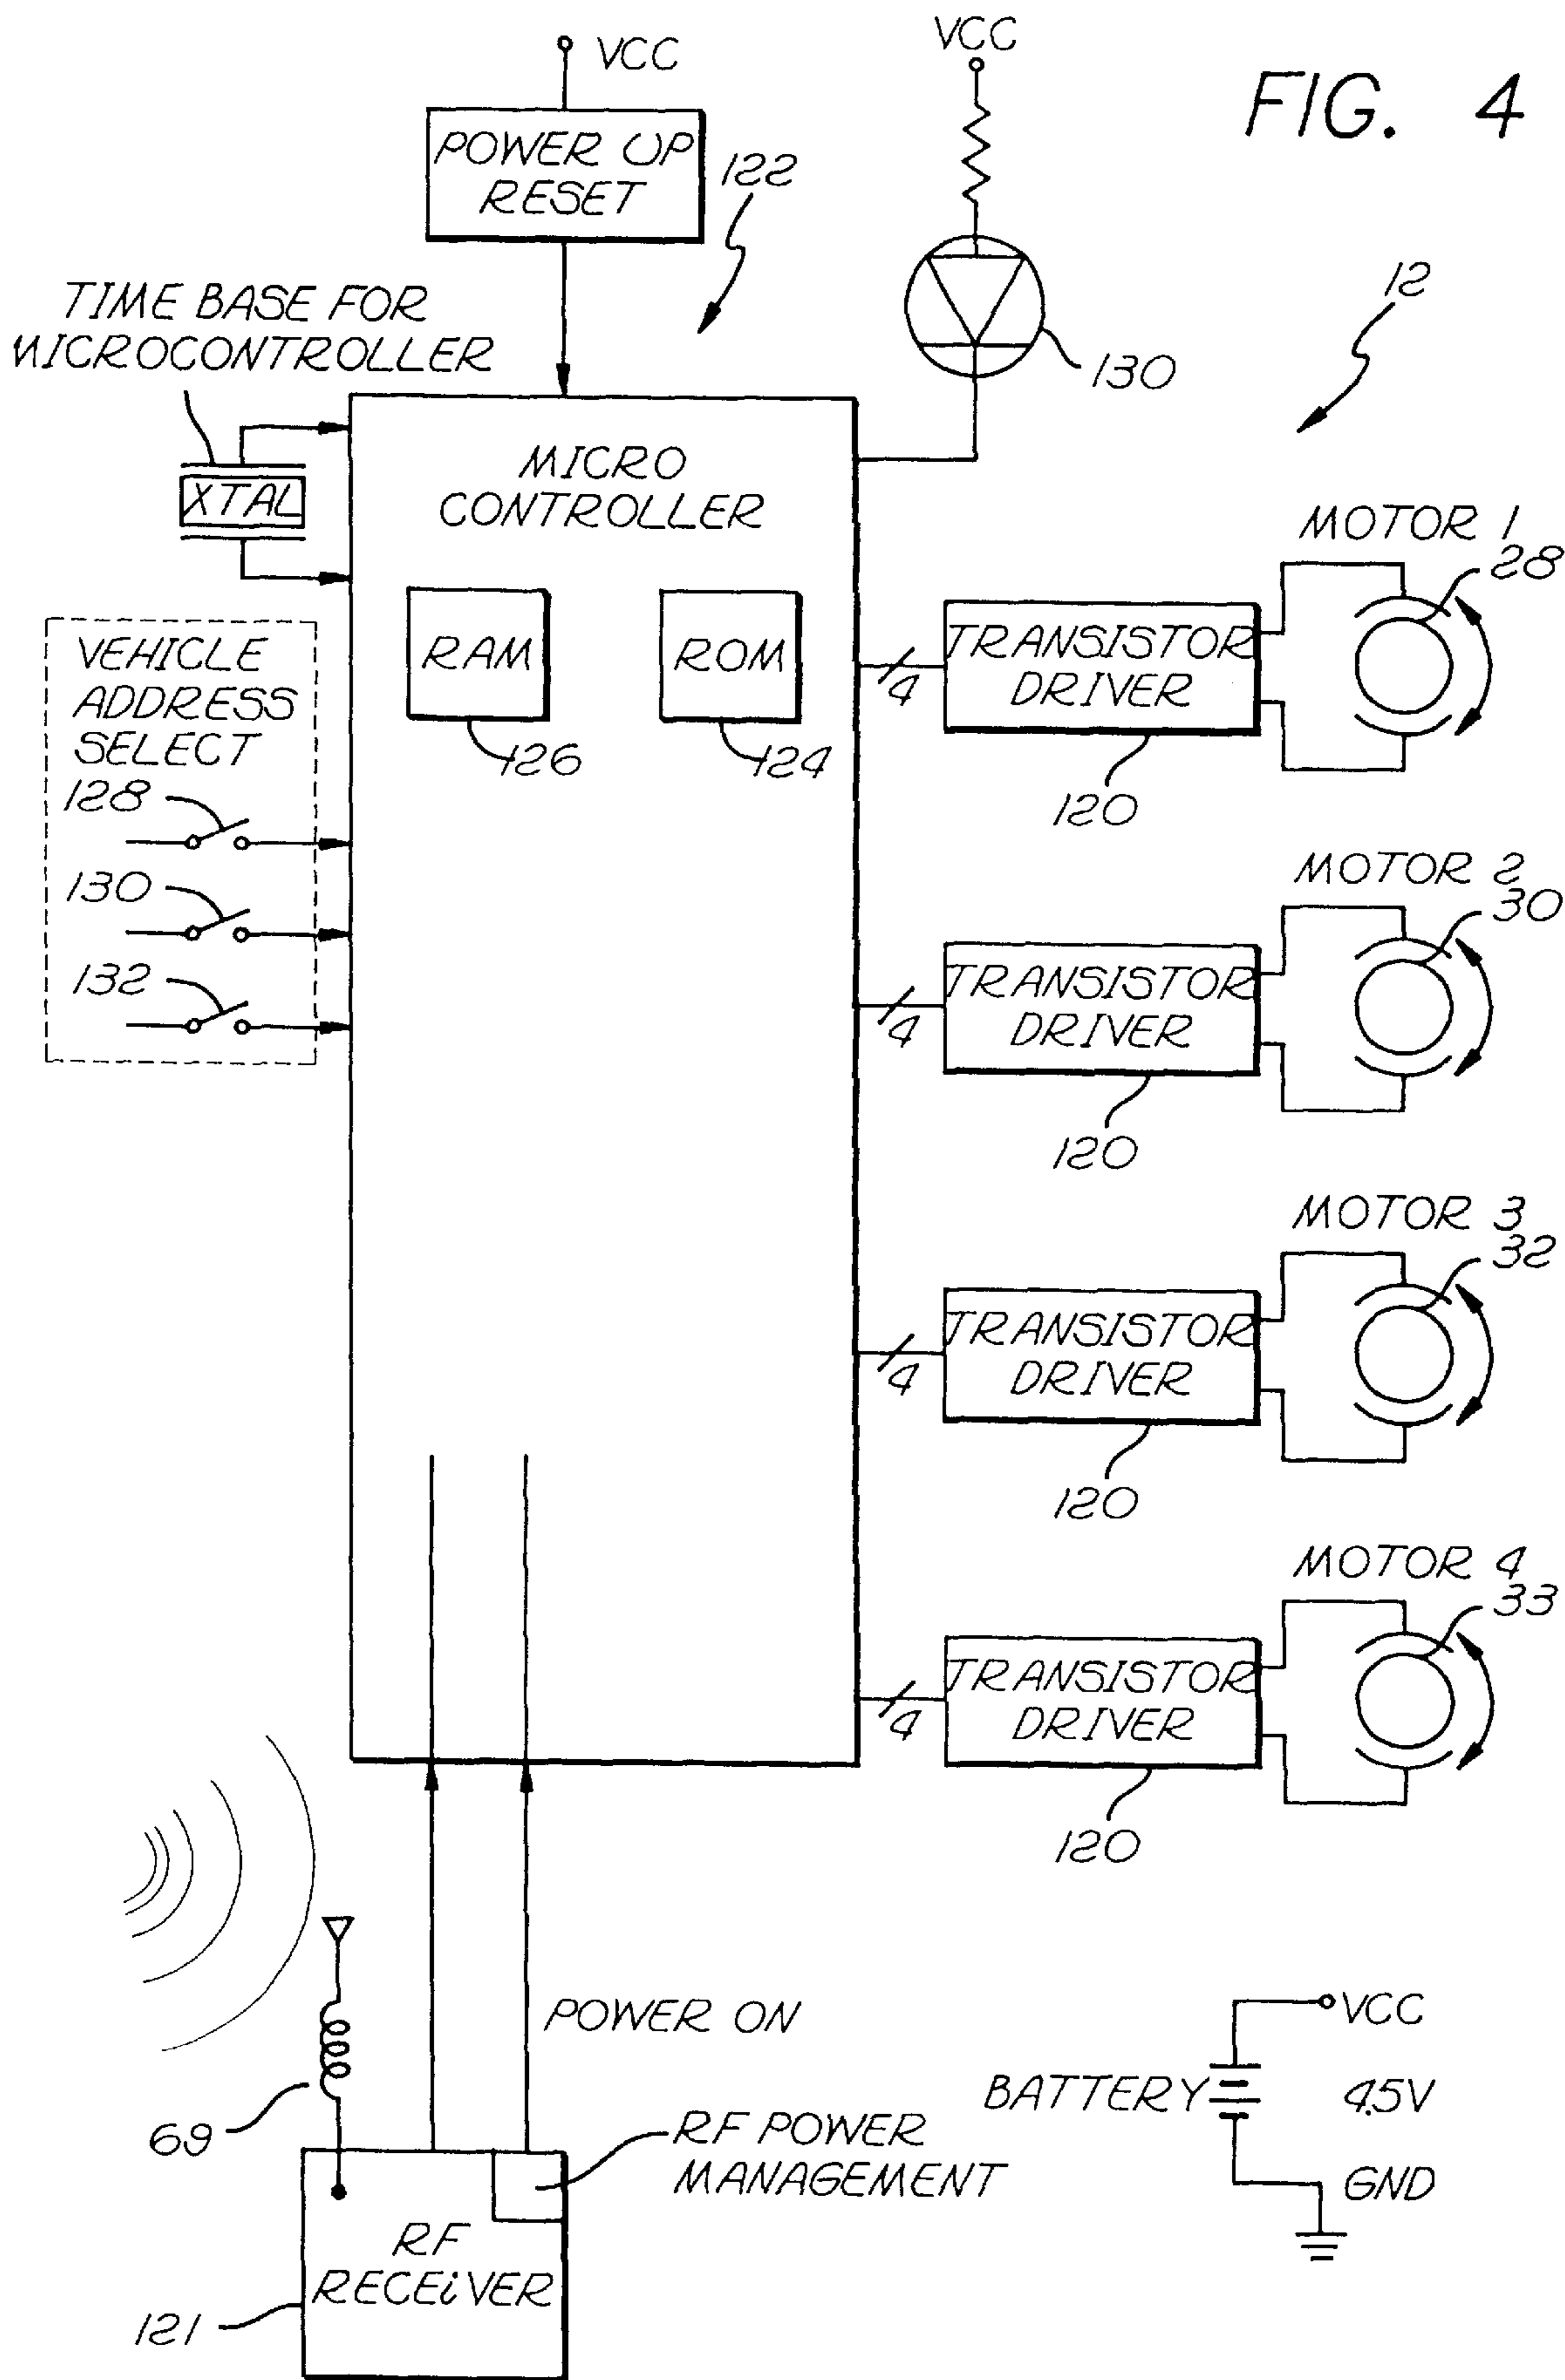 VCC
VCC
FIG. 4
POWER UP
RESET
122
TIME BASE FOR
MICROCONTROLLER
12
130
XTAL
MICRO
CONTROLLER
MOTOR 1
28
VEHICLE
ADDRESS
SELECT
RAM
ROM
4
TRANSISTOR
DRIVER
126
124
128
120
130
MOTOR 2
30
132
4
TRANSISTOR
DRIVER
120
MOTOR 3
32
4
TRANSISTOR
DRIVER
120
MOTOR 4
33
4
TRANSISTOR
DRIVER
120
POWER ON
VCC
BATTERY
4.5V
69
RF POWER
MANAGEMENT
GND
RF
RECEiVER
121